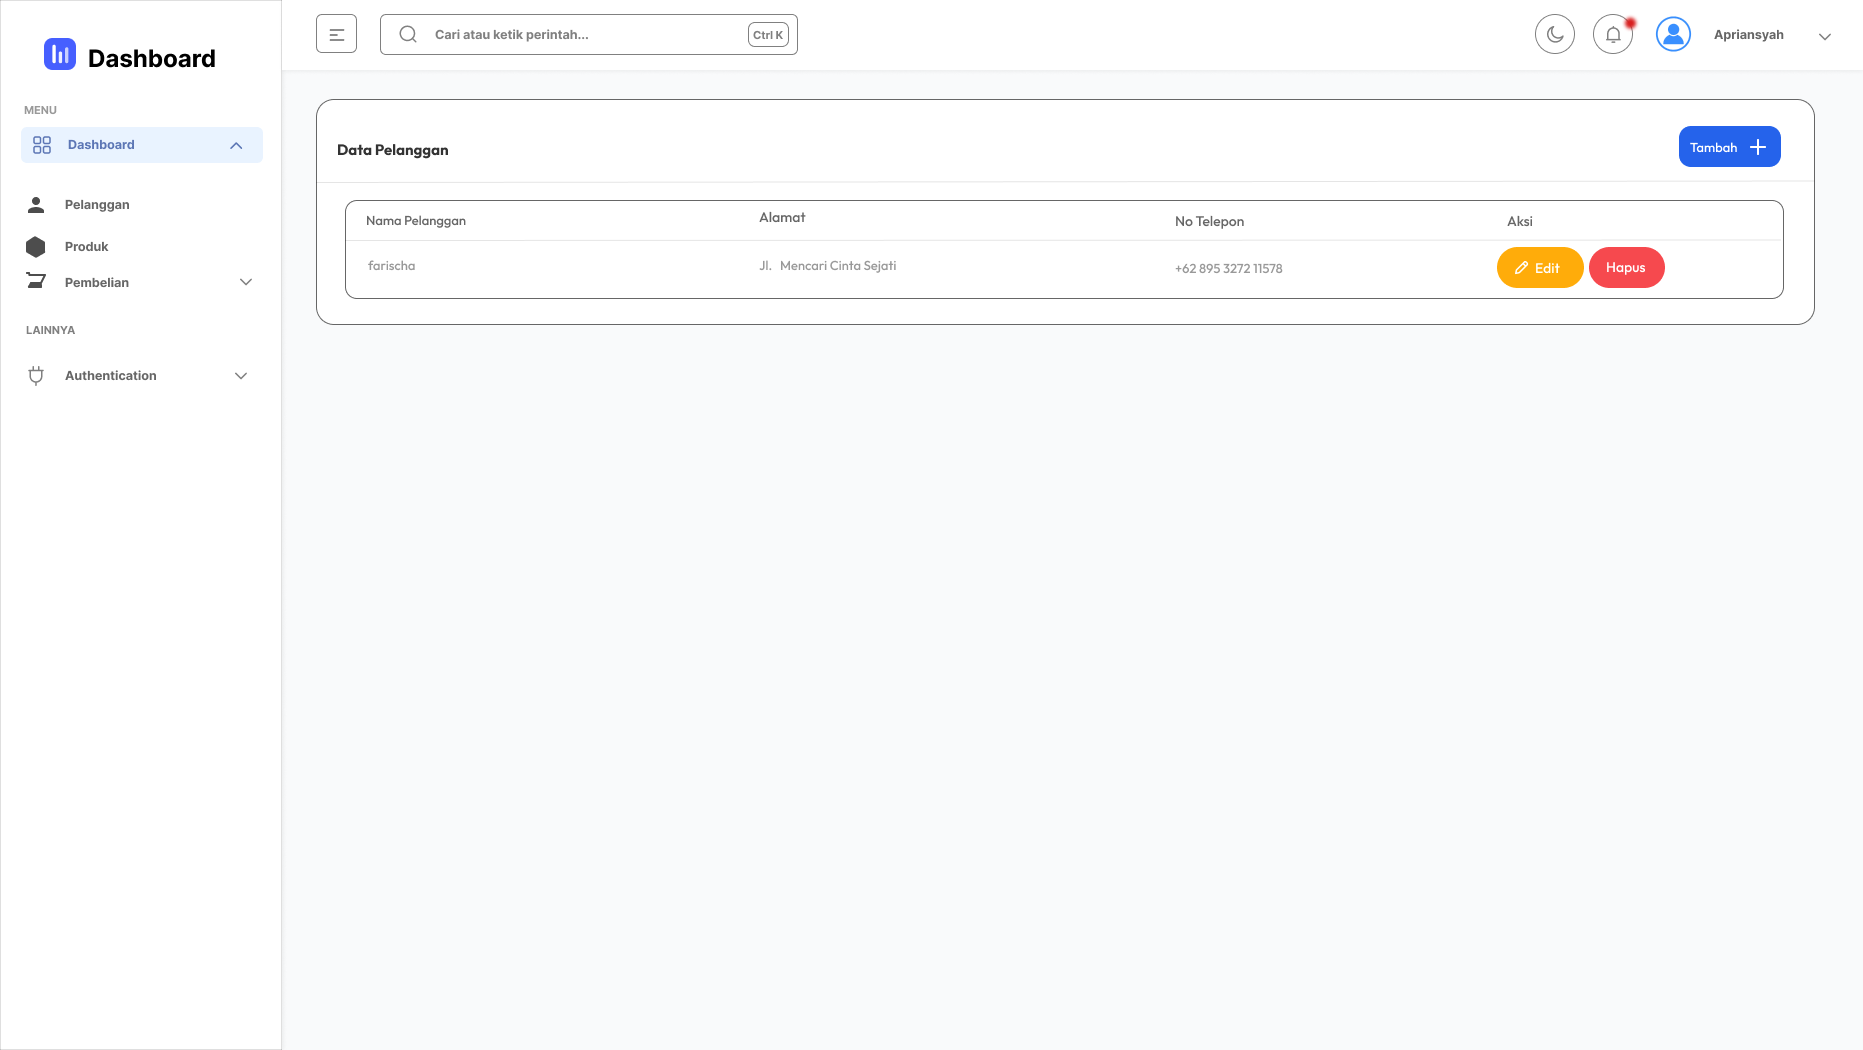 Dashboard
Cari atau ketik perintah...
Ctrl K
Apriansyah
MENU
Dashboard
Pelanggan
Produk
Pembelian
LAINNYA
Authentication
Data Pelanggan
Tambah
Nama Pelanggan
Alamat
No Telepon
Aksi
farischa
Jl. Mencari Cinta Sejati
+62 895 3272 11578
Edit
Hapus